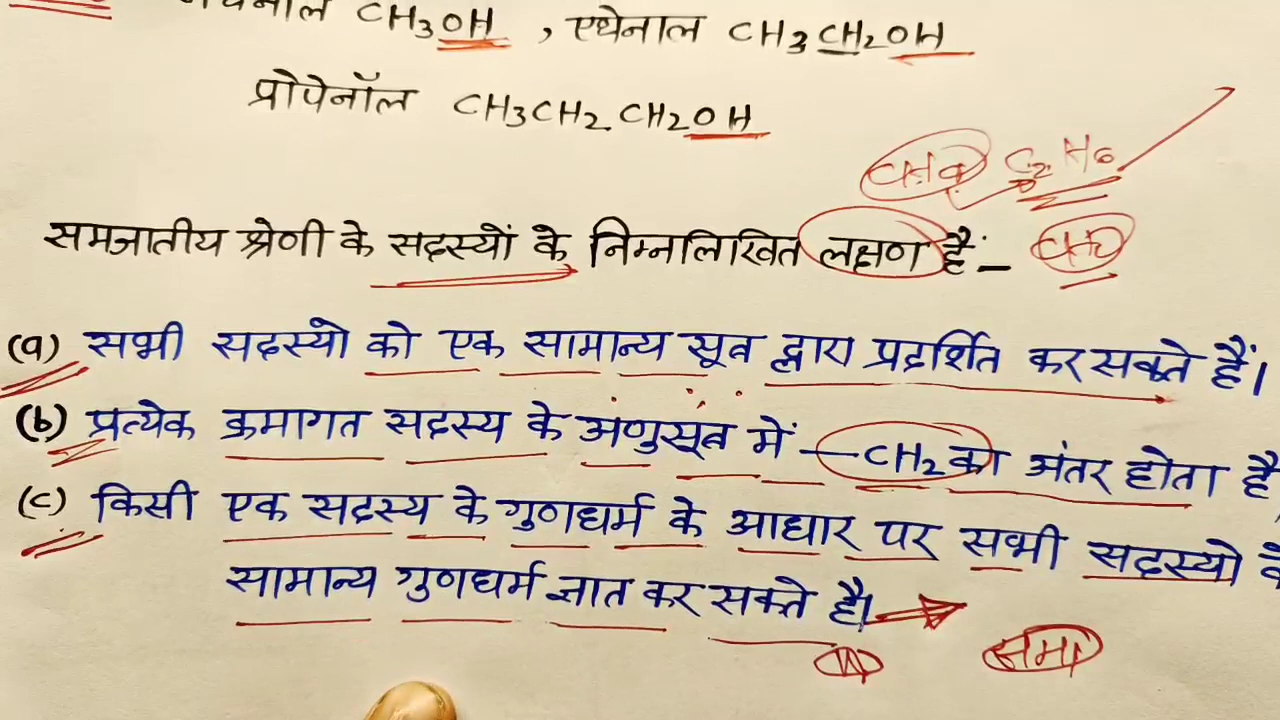 CH3OH , एथेनाल CH3CH2OH
प्रोपेनॉल CH3CH2CH2OH
CH4 C2H6
समजातीय श्रेणी के सदस्यों के निम्नलिखित लक्षण हैं-
CH2
(a) सभी सदस्यो को एक सामान्य सूत्र द्वारा प्रदर्शित कर सकते हैं।
(b) प्रत्येक क्रमागत सदस्य के अणुसूत्र में -CH2 का अंतर होता है
(c) किसी एक सदस्य के गुणधर्म के आधार पर सभी सदस्यो के
सामान्य गुणधर्म ज्ञात कर सकते है।